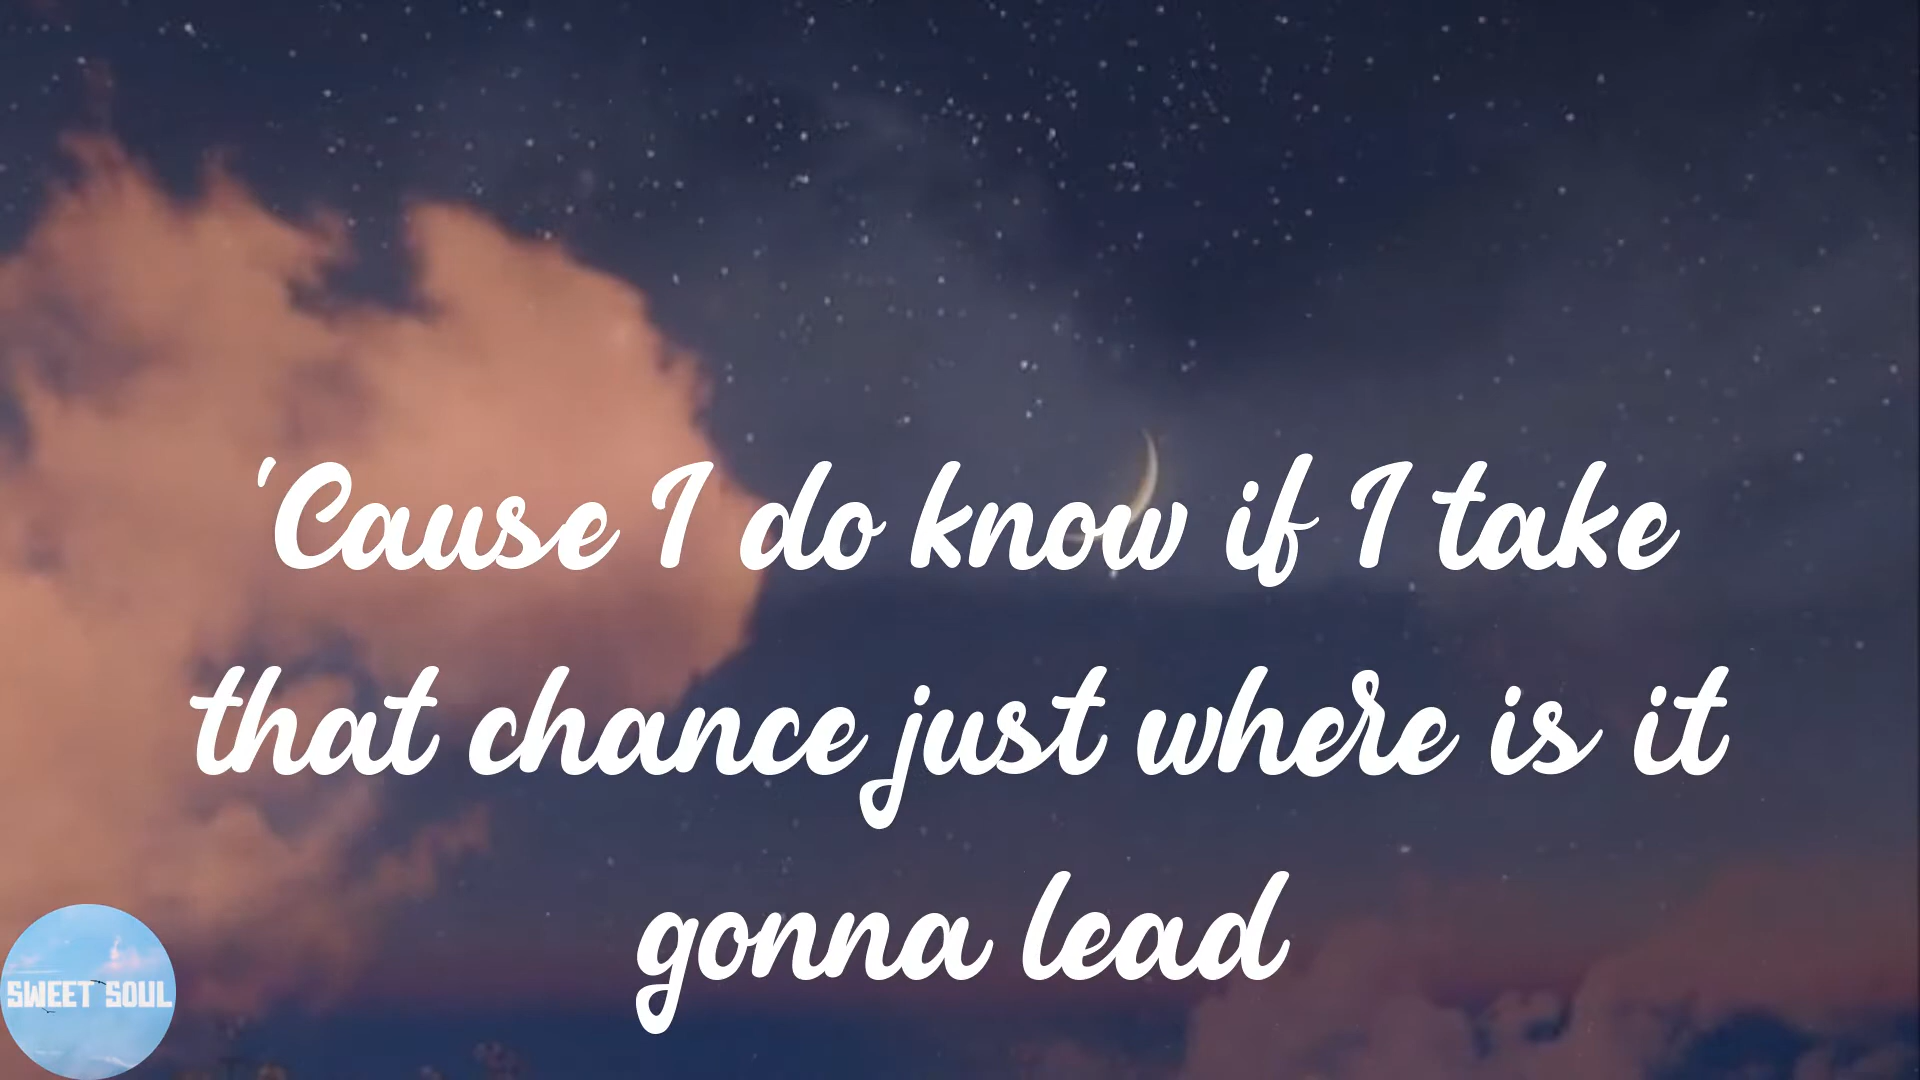 'Cause I do know if I take
that chance just where is it
gonna lead
SWEET SOUL